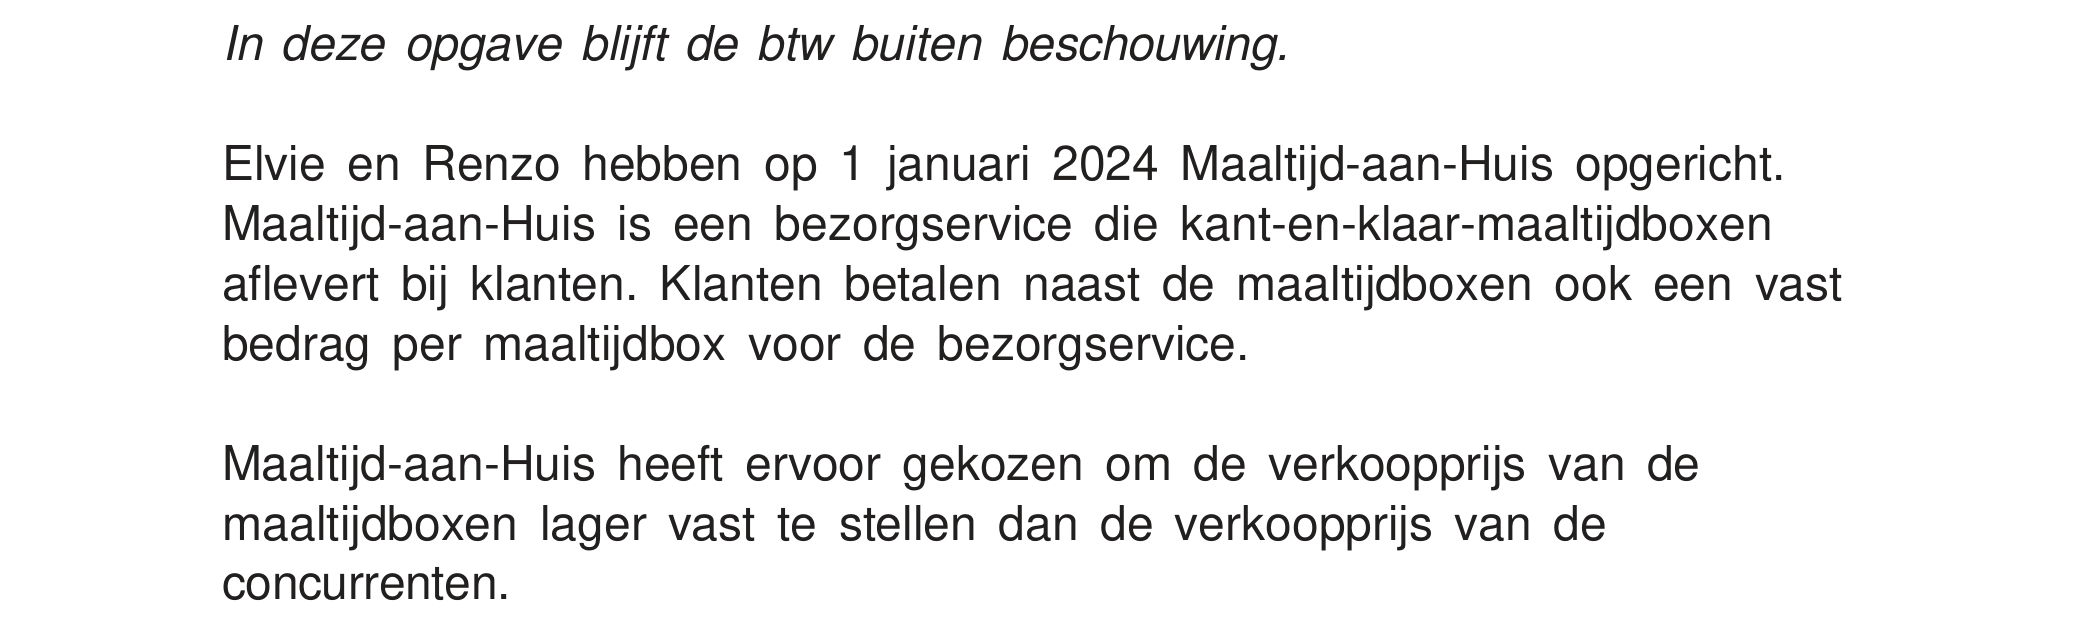 In deze opgave blijft de btw buiten beschouwing.
Elvie en Renzo hebben op 1 januari 2024 Maaltijd-aan-Huis opgericht.
Maaltijd-aan-Huis is een bezorgservice die kant-en-klaar-maaltijdboxen
aflevert bij klanten. Klanten betalen naast de maaltijdboxen ook een vast
bedrag per maaltijdbox voor de bezorgservice.
Maaltijd-aan-Huis heeft ervoor gekozen om de verkoopprijs van de
maaltijdboxen lager vast te stellen dan de verkoopprijs van de
concurrenten.